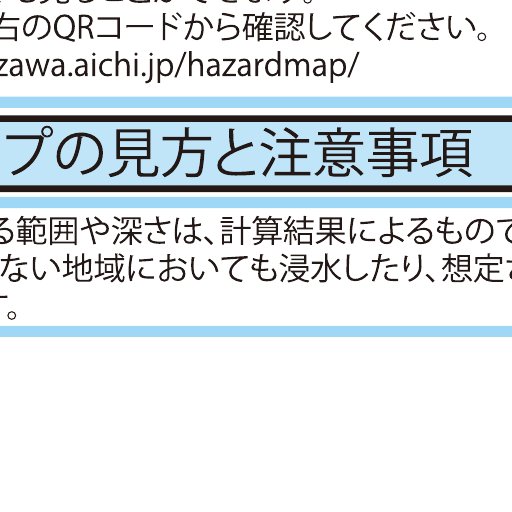 右のQRコードから確認してください。
zawa.aichi.jp/hazardmap/
プの見方と注意事項
る範囲や深さは、計算結果によるもので
ない地域においても浸水したり、想定さ
す。